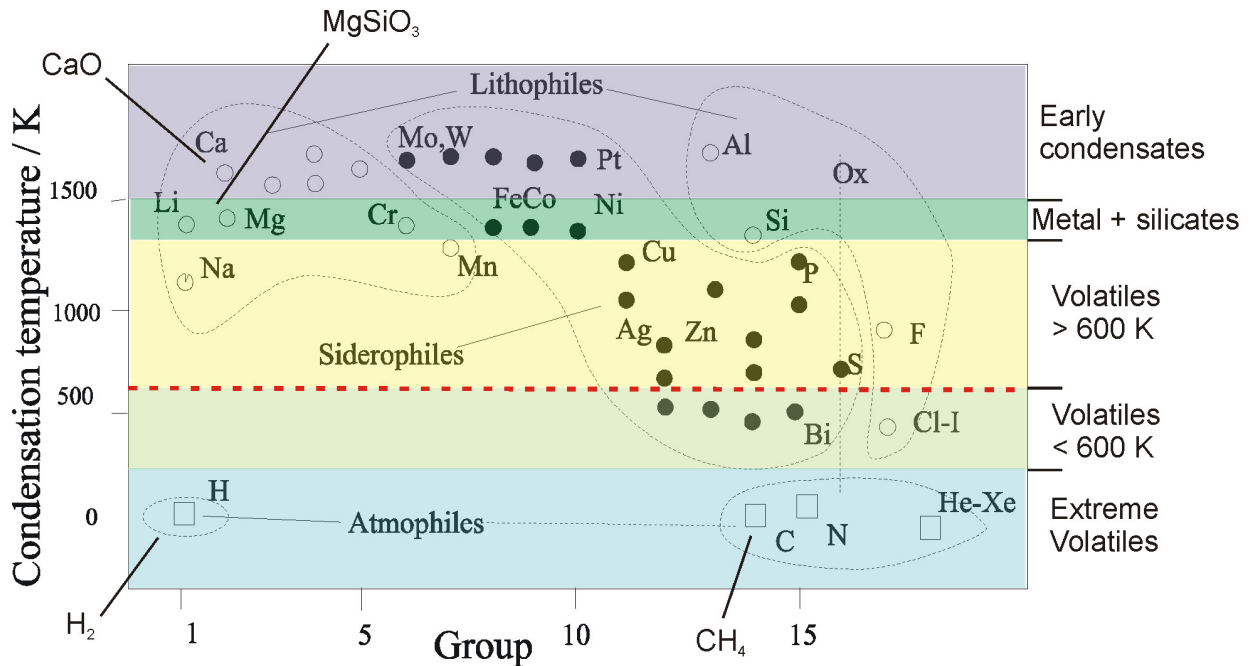 MgSiO₃
CaO
Lithophiles
Early
condensates
Ca
Mo,W
Pt
Al
Ox
1500
Li
Mg
Cr
FeCo
Ni
Si
Metal + silicates
Na
Mn
Cu
P
Condensation temperature / K
1000
Ag
Zn
F
Volatiles
> 600 K
Siderophiles
S
500
Bi
Cl-I
Volatiles
< 600 K
H
He-Xe
0
Atmophiles
C
N
Extreme
Volatiles
H₂
1
5
Group
10
CH₄
15